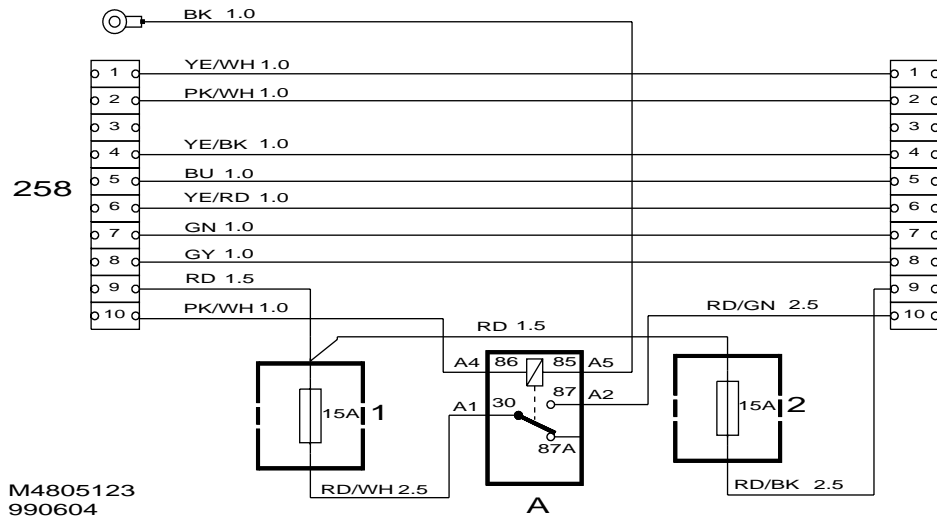 BK 1.0
1 YE/WH 1.0 1
2 PK/WH 1.0 2
3 3
4 YE/BK 1.0 4
258 5 BU 1.0 5
6 YE/RD 1.0 6
7 GN 1.0 7
8 GY 1.0 8
9 RD 1.5 9
10 PK/WH 1.0 RD/GN 2.5 10
RD 1.5
A4 86 85 A5
87 A2
15A 1 A1 30 15A 2
87A
RD/WH 2.5 RD/BK 2.5
M4805123 A
990604